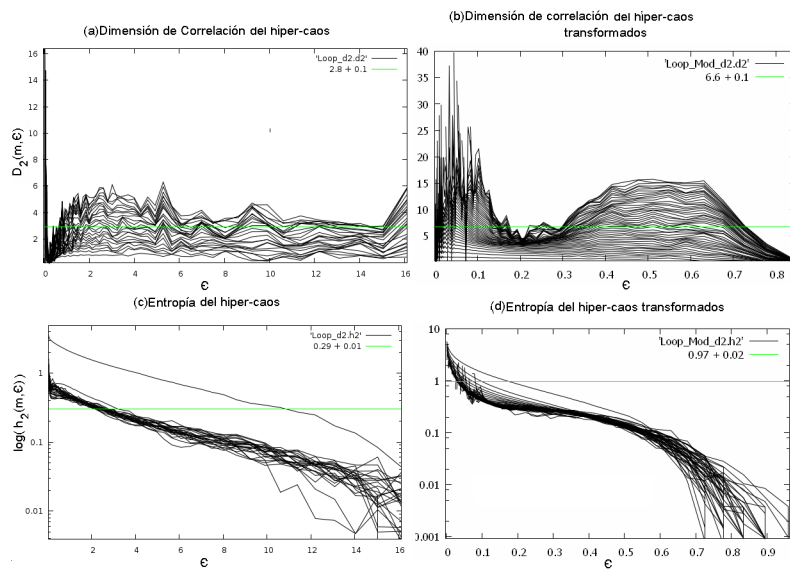 (a)Dimensión de Correlación del hiper-caos
'Loop_d2.d2'
2.8 + 0.1
D2(m,Є)
16
14
12
10
8
6
4
2
0 2 4 6 8 10 12 14 16
Є
(b)Dimensión de correlación del hiper-caos
transformados
'Loop_Mod_d2.d2'
6.6 + 0.1
40
35
30
25
20
15
10
5
0 0.1 0.2 0.3 0.4 0.5 0.6 0.7 0.8
Є
(c)Entropía del hiper-caos
'Loop_d2.h2'
0.29 + 0.01
log( h2(m,Є))
1
0.1
0.01
2 4 6 8 10 12 14 16
Є
(d)Entropía del hiper-caos transformados
'Loop_Mod_d2.h2'
0.97 + 0.02
10
1
0.1
0.01
0.001
0 0.1 0.2 0.3 0.4 0.5 0.6 0.7 0.8 0.9
Є